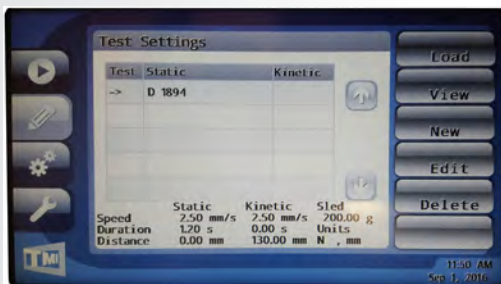 Test Settings
Test Static Kinetic
-> D 1894
Static Kinetic Sled
Speed 2.50 mm/s 2.50 mm/s 200.00 g
Duration 1.20 s 0.00 s Units
Distance 0.00 mm 130.00 mm N , mm
Load
View
New
Edit
Delete
TMI
11:50 AM
Sep 1, 2016